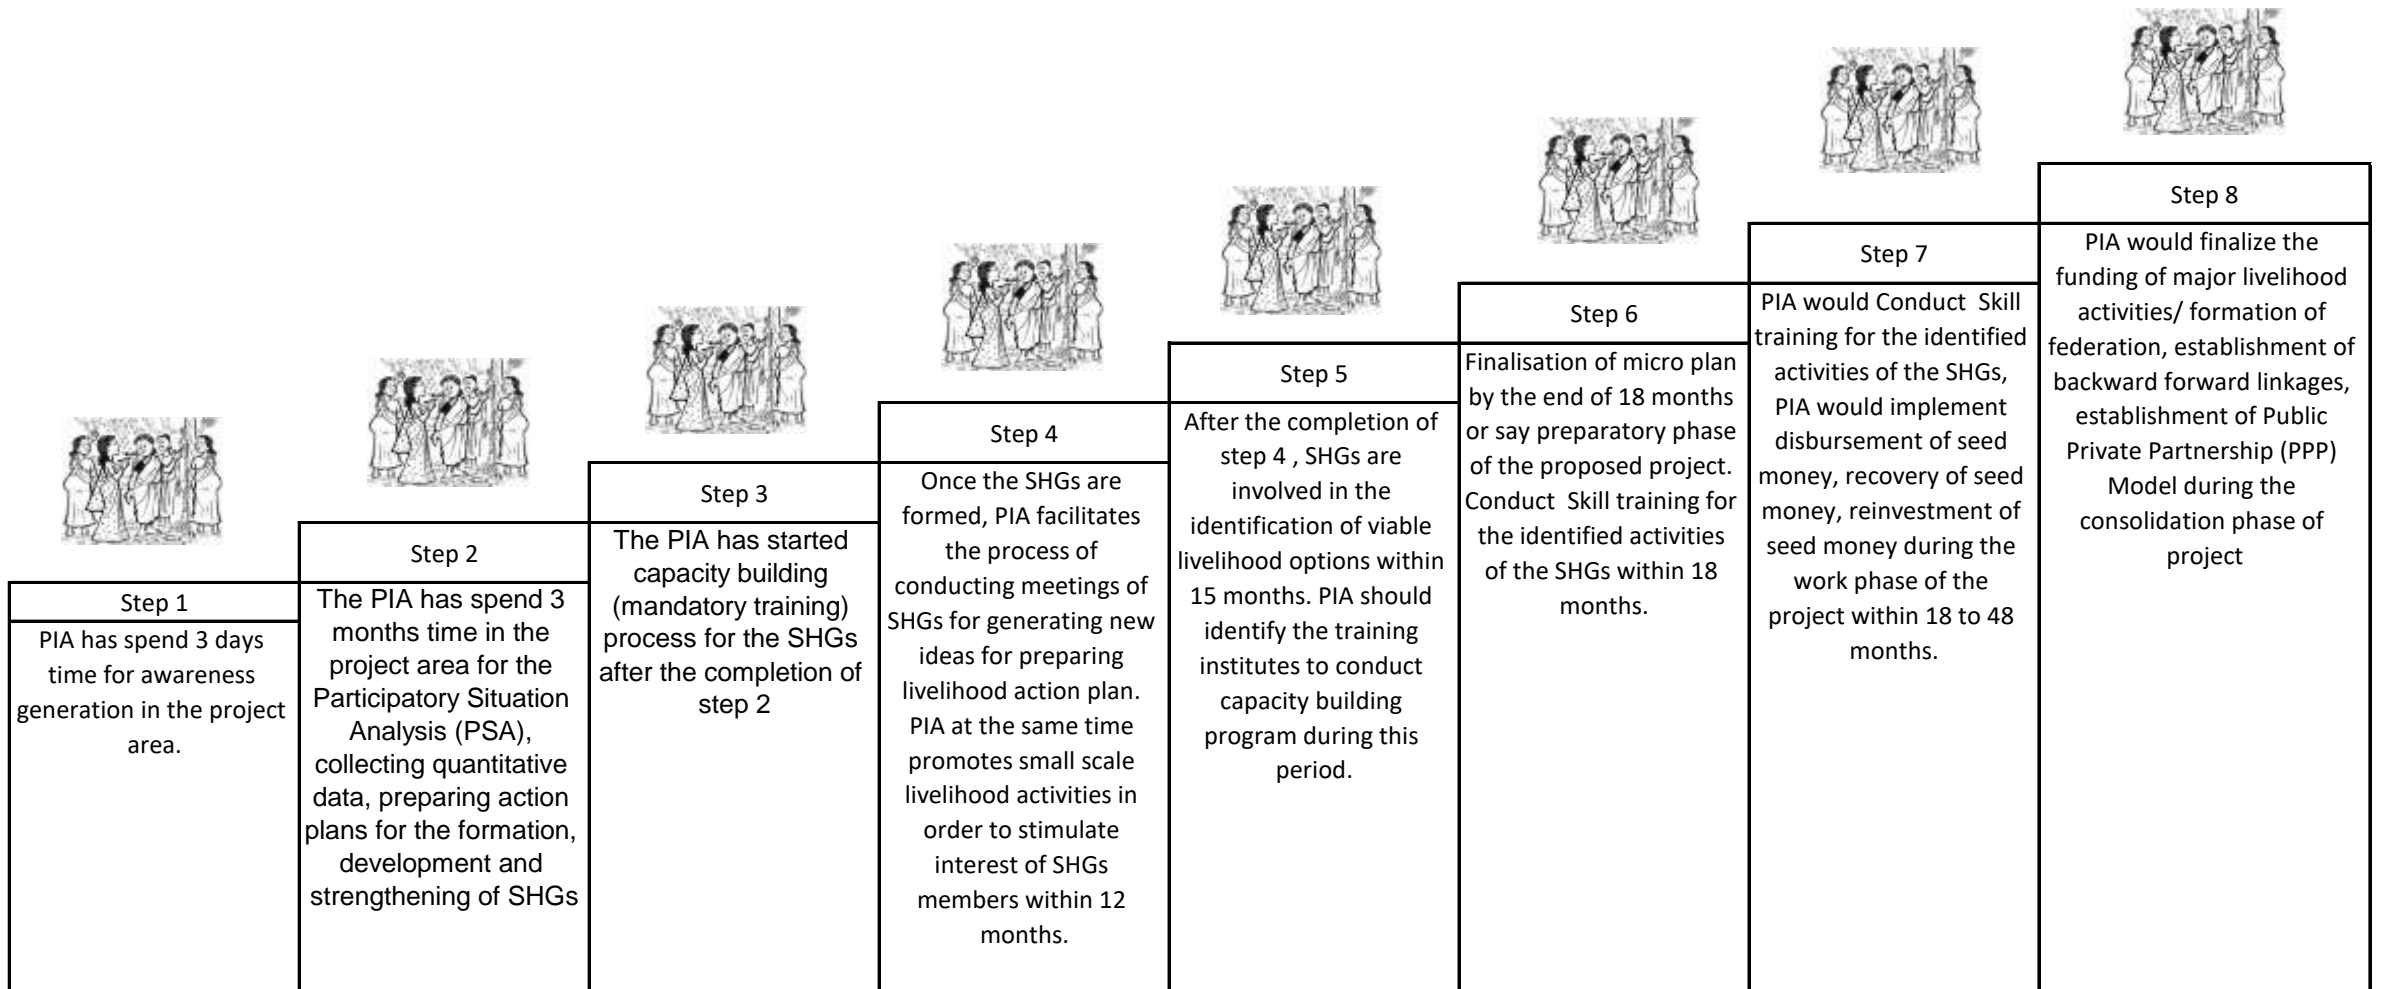 Step 1
PIA has spend 3 days
time for awareness
generation in the project
area.
Step 2
The PIA has spend 3
months time in the
project area for the
Participatory Situation
Analysis (PSA),
collecting quantitative
data, preparing action
plans for the formation,
development and
strengthening of SHGs
Step 3
The PIA has started
capacity building
(mandatory training)
process for the SHGs
after the completion of
step 2
Step 4
Once the SHGs are
formed, PIA facilitates
the process of
conducting meetings of
SHGs for generating new
ideas for preparing
livelihood action plan.
PIA at the same time
promotes small scale
livelihood activities in
order to stimulate
interest of SHGs
members within 12
months.
Step 5
After the completion of
step 4 , SHGs are
involved in the
identification of viable
livelihood options within
15 months. PIA should
identify the training
institutes to conduct
capacity building
program during this
period.
Step 6
Finalisation of micro plan
by the end of 18 months
or say preparatory phase
of the proposed project.
Conduct  Skill training for
the identified activities
of the SHGs within 18
months.
Step 7
PIA would Conduct  Skill
training for the identified
activities of the SHGs,
PIA would implement
disbursement of seed
money, recovery of seed
money, reinvestment of
seed money during the
work phase of the
project within 18 to 48
months.
Step 8
PIA would finalize the
funding of major livelihood
activities/ formation of
federation, establishment of
backward forward linkages,
establishment of Public
Private Partnership (PPP)
Model during the
consolidation phase of
project